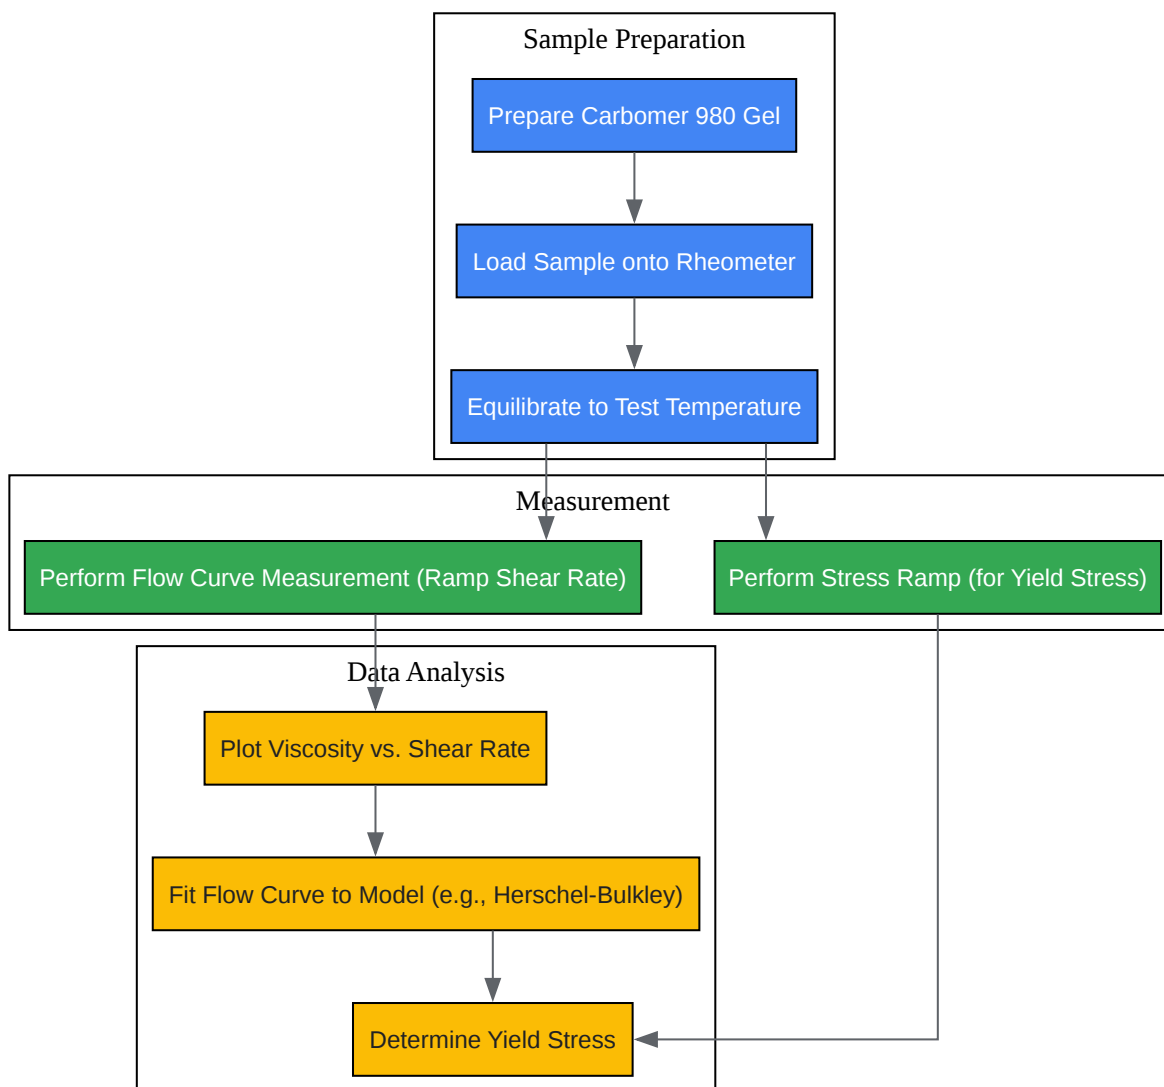 Sample Preparation
Prepare Carbomer 980 Gel
Load Sample onto Rheometer
Equilibrate to Test Temperature
Measurement
Perform Flow Curve Measurement (Ramp Shear Rate)
Perform Stress Ramp (for Yield Stress)
Data Analysis
Plot Viscosity vs. Shear Rate
Fit Flow Curve to Model (e.g., Herschel-Bulkley)
Determine Yield Stress